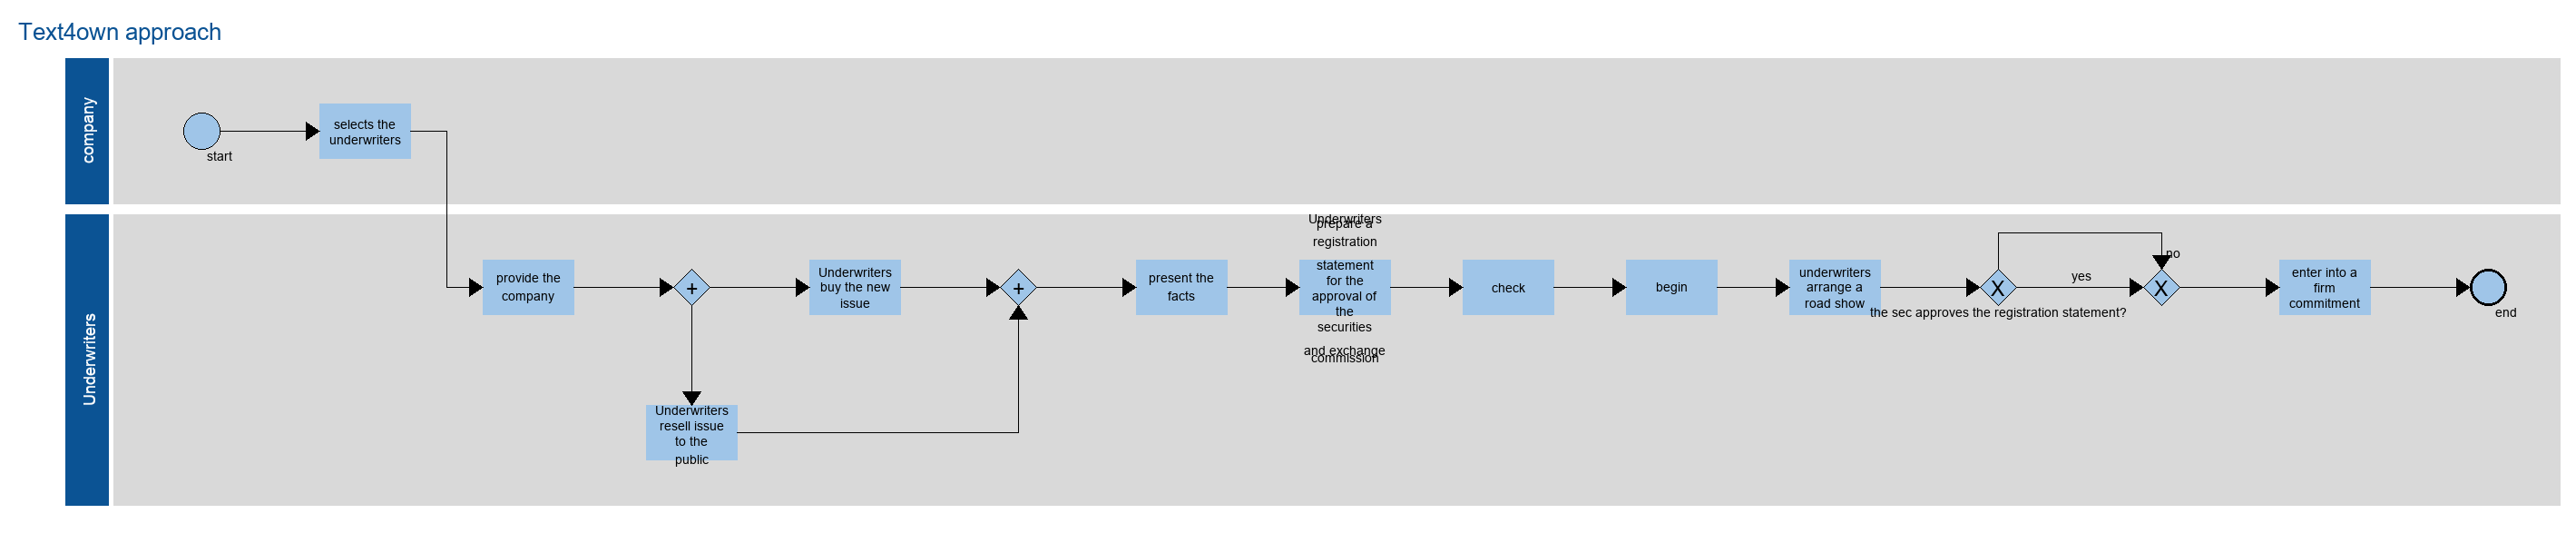 Text4own approach
company
start
selects the
underwriters
Underwriters
provide the
company
+
Underwriters
buy the new
issue
+
Underwriters
resell issue
to the
public
present the
facts
Underwriters
prepare a
registration
statement
for the
approval of
the
securities
and exchange
commission
check
begin
underwriters
arrange a
road show
X
the sec approves the registration statement?
yes
no
X
enter into a
firm
commitment
end